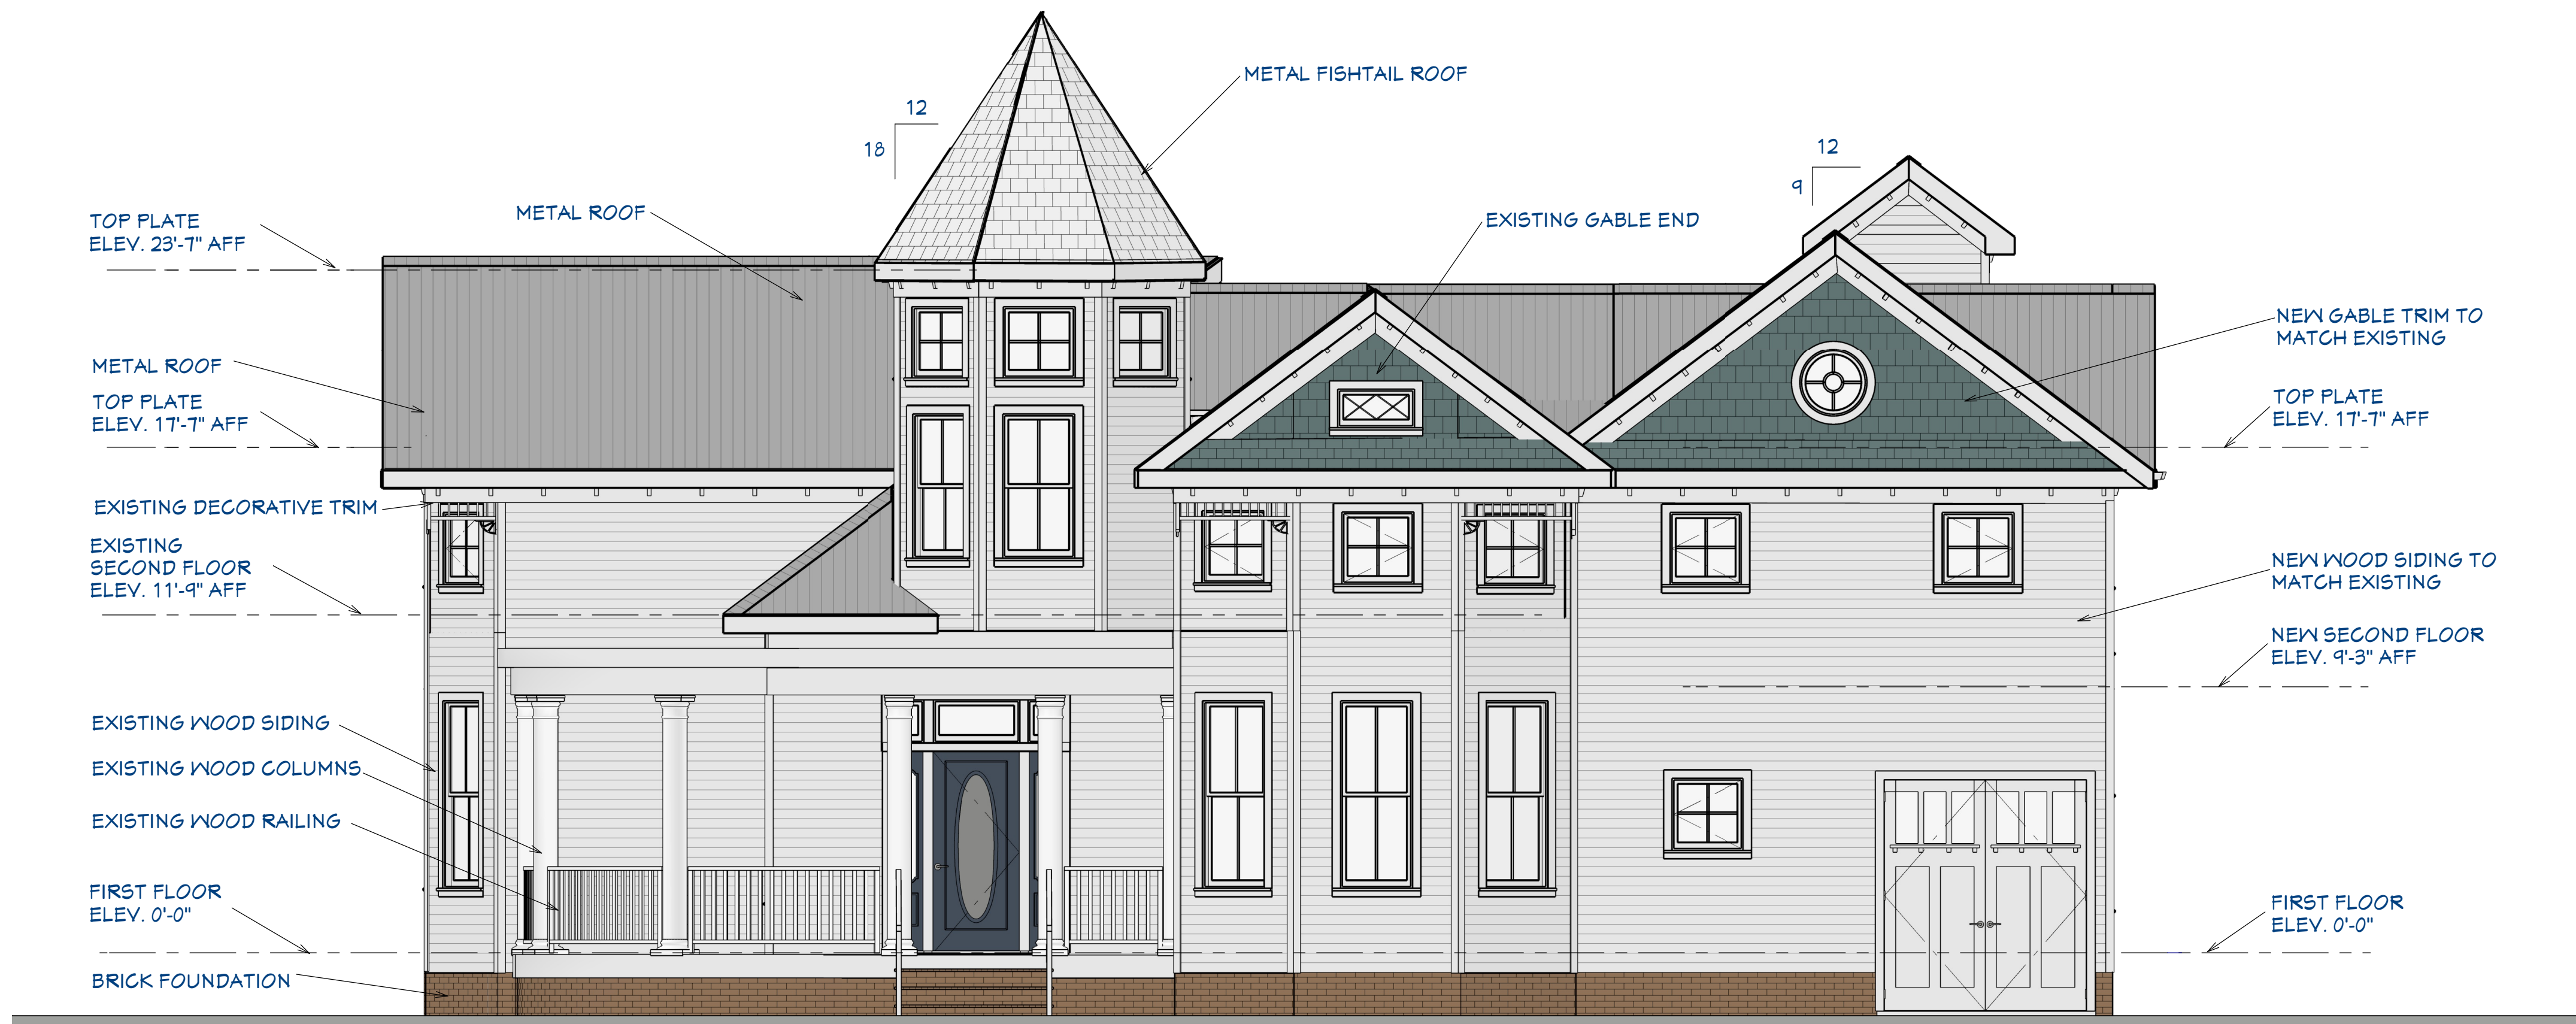 METAL FISHTAIL ROOF
12
18
12
9
METAL ROOF
EXISTING GABLE END
TOP PLATE
ELEV. 23'-7" AFF
METAL ROOF
TOP PLATE
ELEV. 17'-7" AFF
EXISTING DECORATIVE TRIM
EXISTING
SECOND FLOOR
ELEV. 11'-9" AFF
EXISTING WOOD SIDING
EXISTING WOOD COLUMNS
EXISTING WOOD RAILING
FIRST FLOOR
ELEV. 0'-0"
BRICK FOUNDATION
NEW GABLE TRIM TO
MATCH EXISTING
TOP PLATE
ELEV. 17'-7" AFF
NEW WOOD SIDING TO
MATCH EXISTING
NEW SECOND FLOOR
ELEV. 9'-3" AFF
FIRST FLOOR
ELEV. 0'-0"